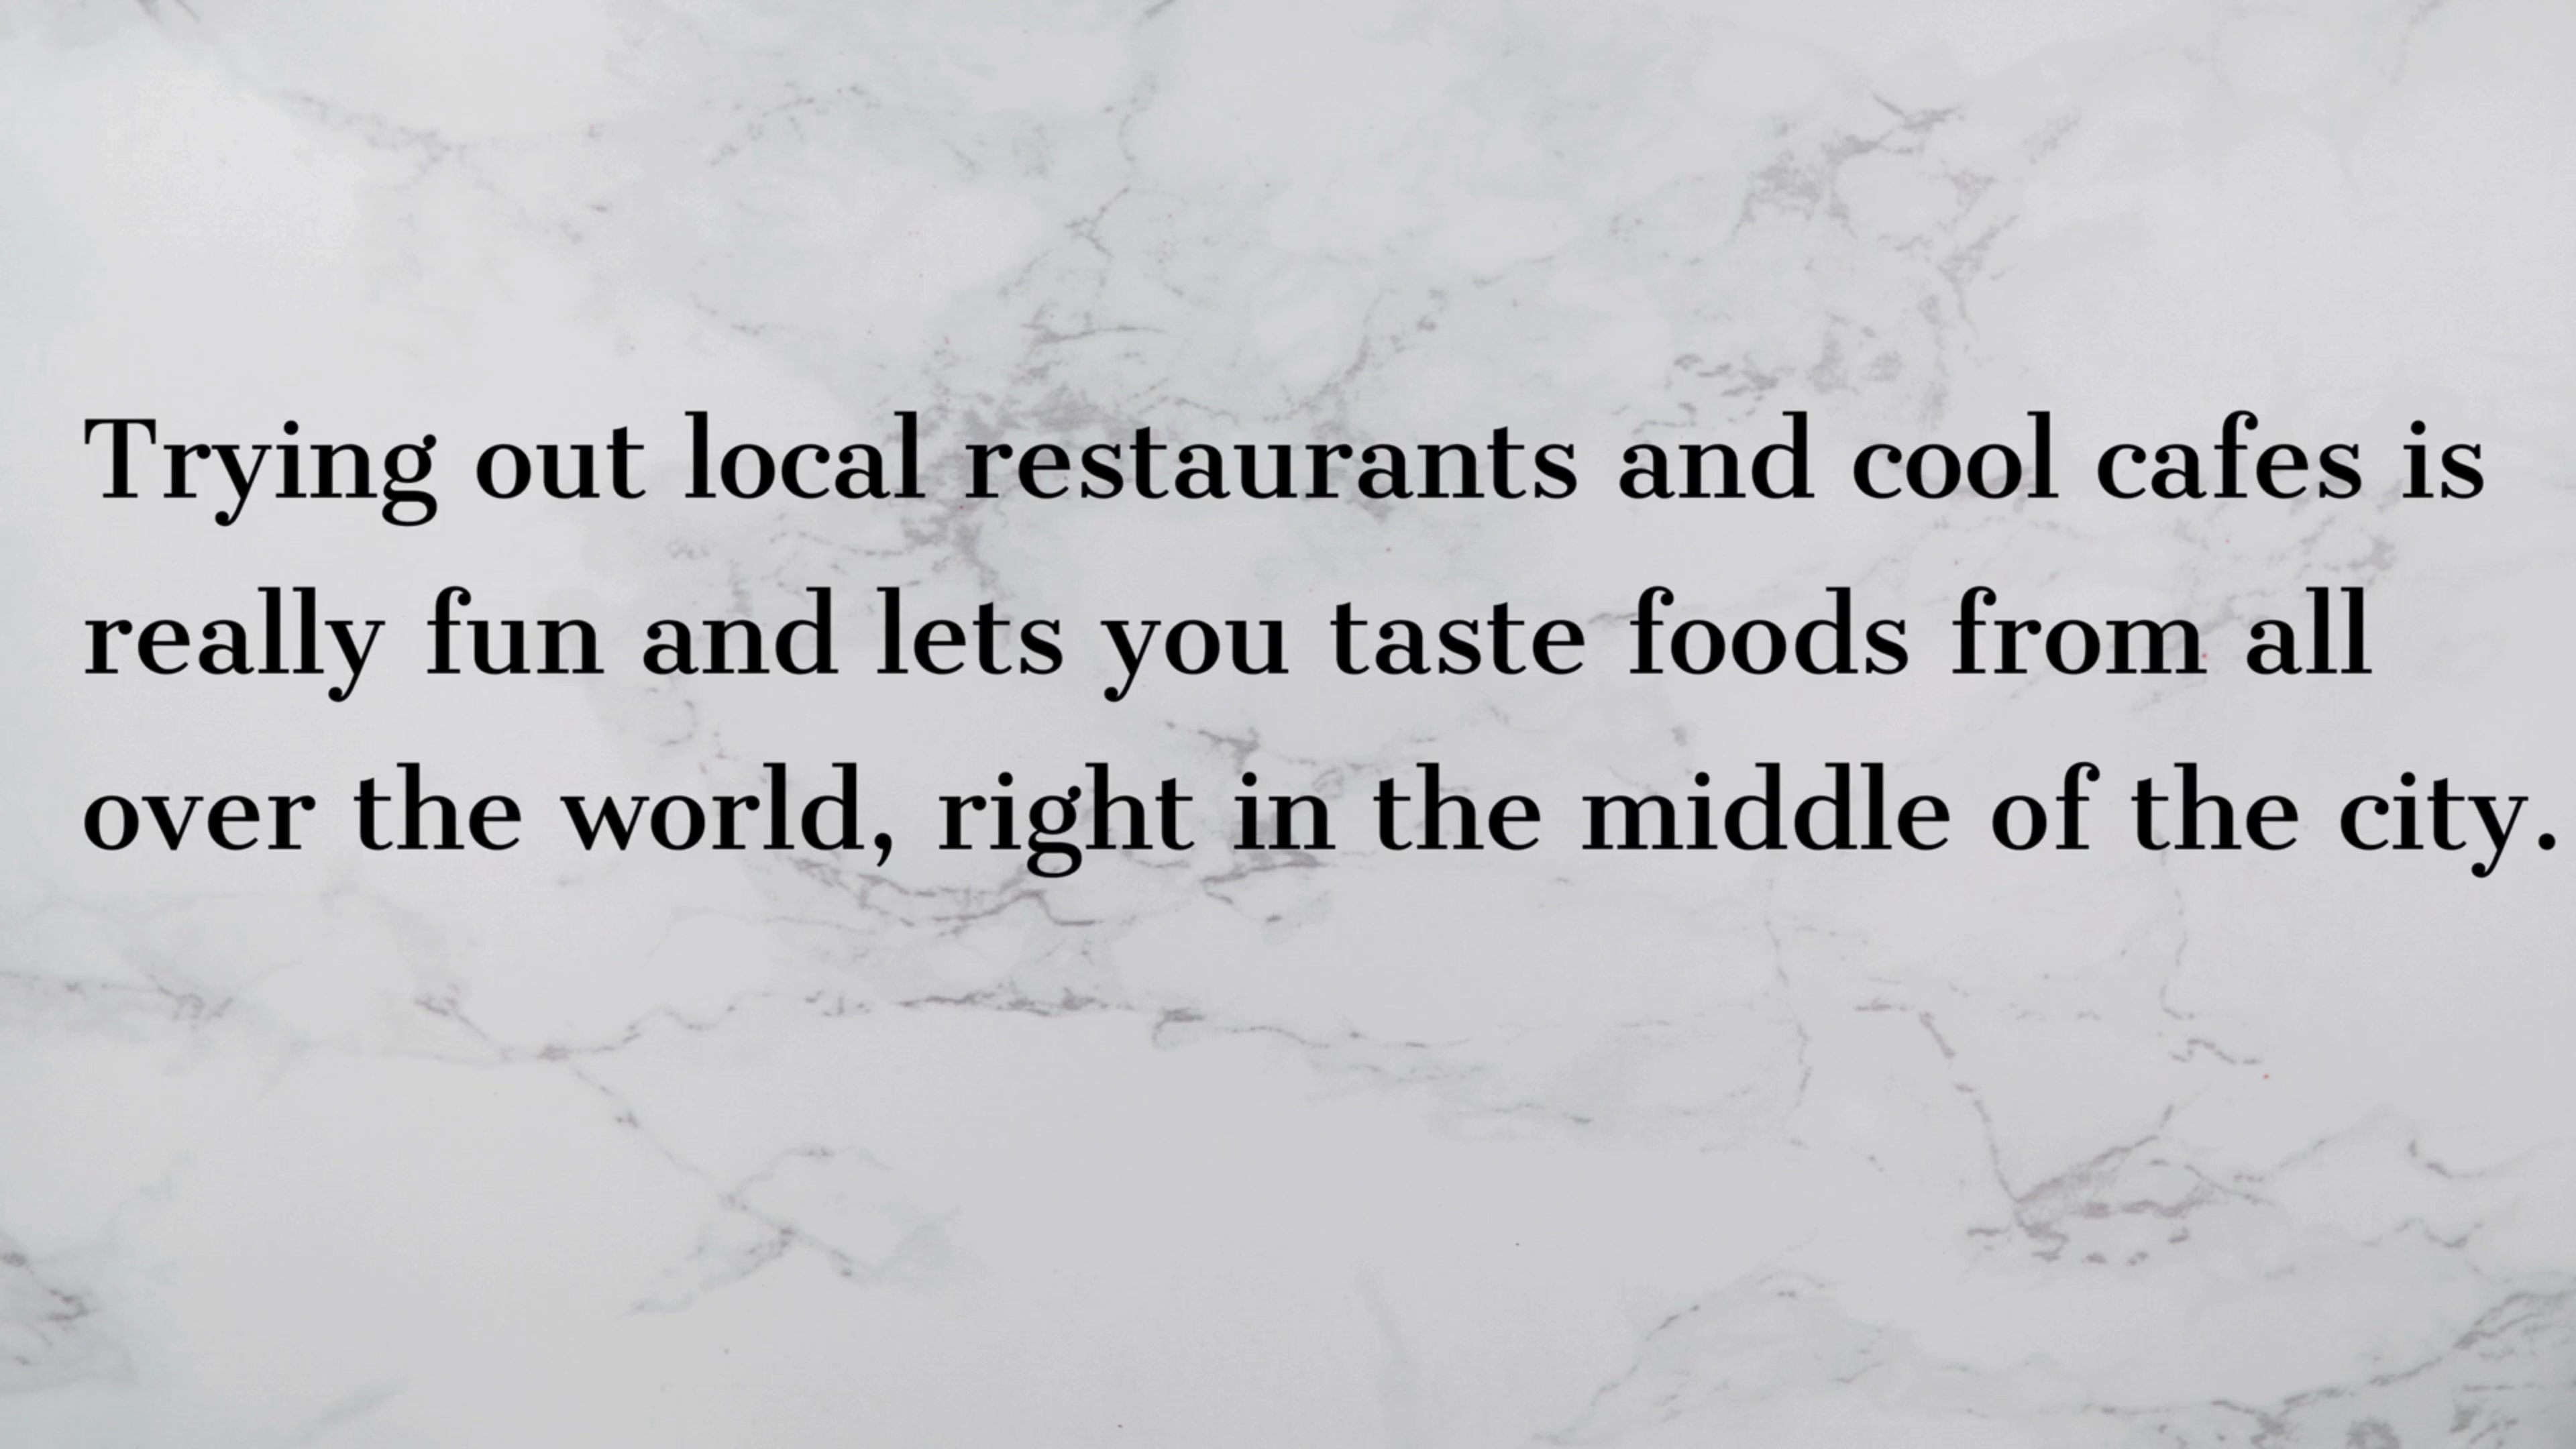 Trying out local restaurants and cool cafes is
really fun and lets you taste foods from all
over the world, right in the middle of the city.